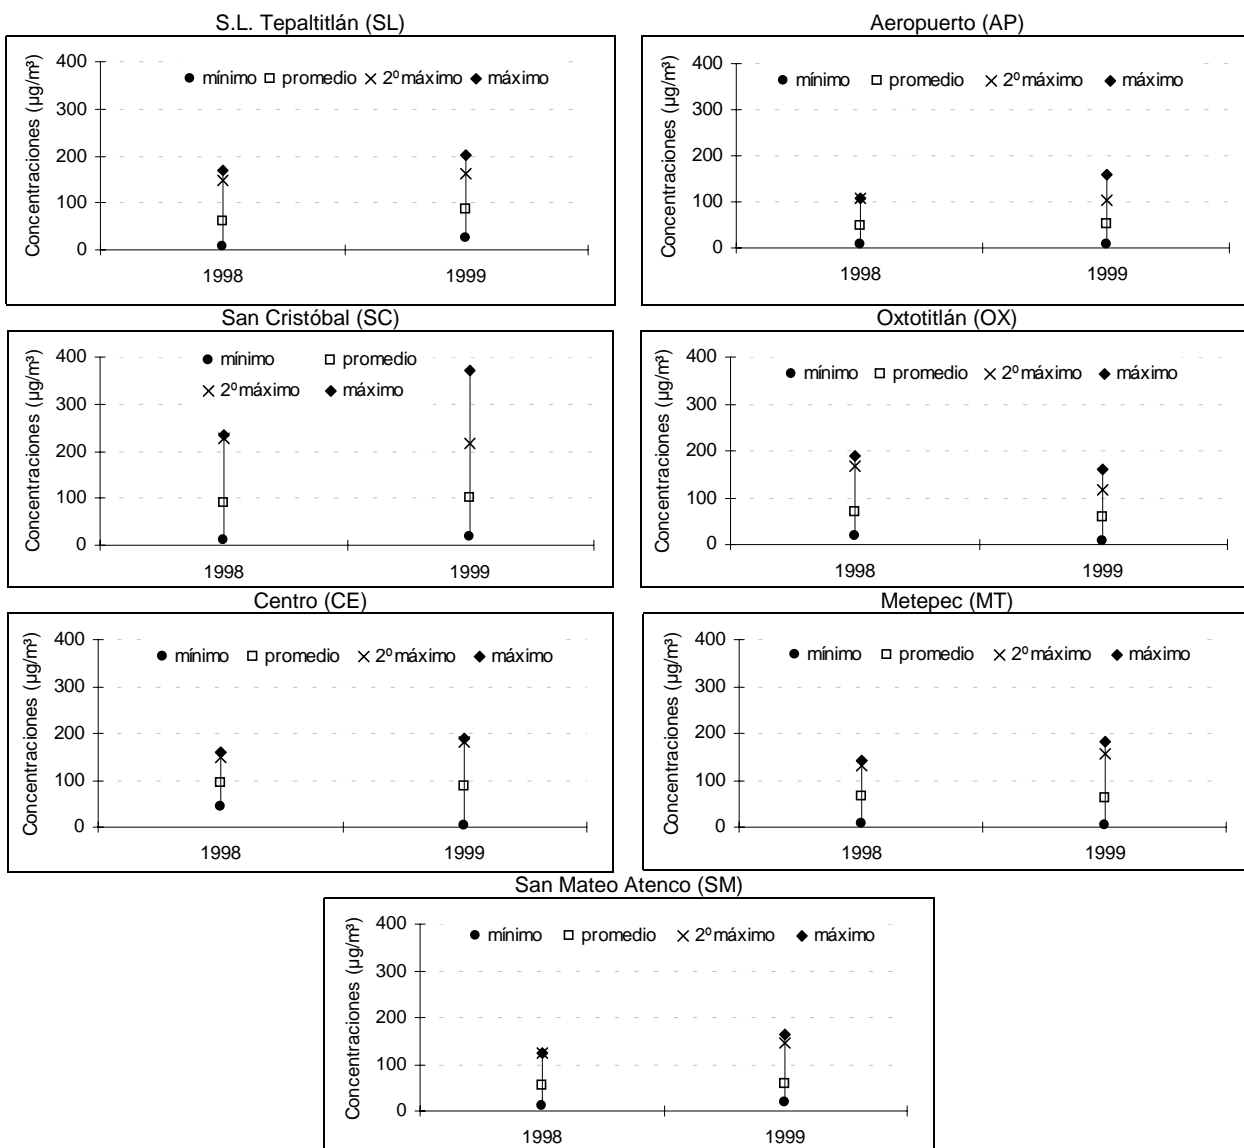 S.L. Tepaltitlán (SL)
Concentraciones (µg/m³)
400
300
200
100
0
mínimo promedio 2º máximo máximo
1998 1999
Aeropuerto (AP)
Concentraciones (µg/m³)
400
300
200
100
0
mínimo promedio 2º máximo máximo
1998 1999
San Cristóbal (SC)
Concentraciones (µg/m³)
400
300
200
100
0
mínimo promedio
2º máximo máximo
1998 1999
Oxtotitlán (OX)
Concentraciones (µg/m³)
400
300
200
100
0
mínimo promedio 2º máximo máximo
1998 1999
Centro (CE)
Concentraciones (µg/m³)
400
300
200
100
0
mínimo promedio 2º máximo máximo
1998 1999
Metepec (MT)
Concentraciones (µg/m³)
400
300
200
100
0
mínimo promedio 2º máximo máximo
1998 1999
San Mateo Atenco (SM)
Concentraciones (µg/m³)
400
300
200
100
0
mínimo promedio 2º máximo máximo
1998 1999